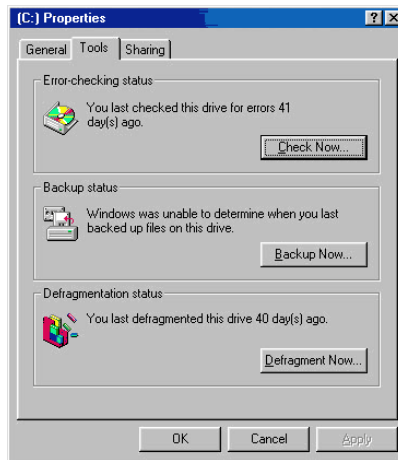 (C:) Properties
General Tools Sharing
Error-checking status
You last checked this drive for errors 41
day(s) ago.
Check Now...
Backup status
Windows was unable to determine when you last
backed up files on this drive.
Backup Now...
Defragmentation status
You last defragmented this drive 40 day(s) ago.
Defragment Now...
OK Cancel Apply